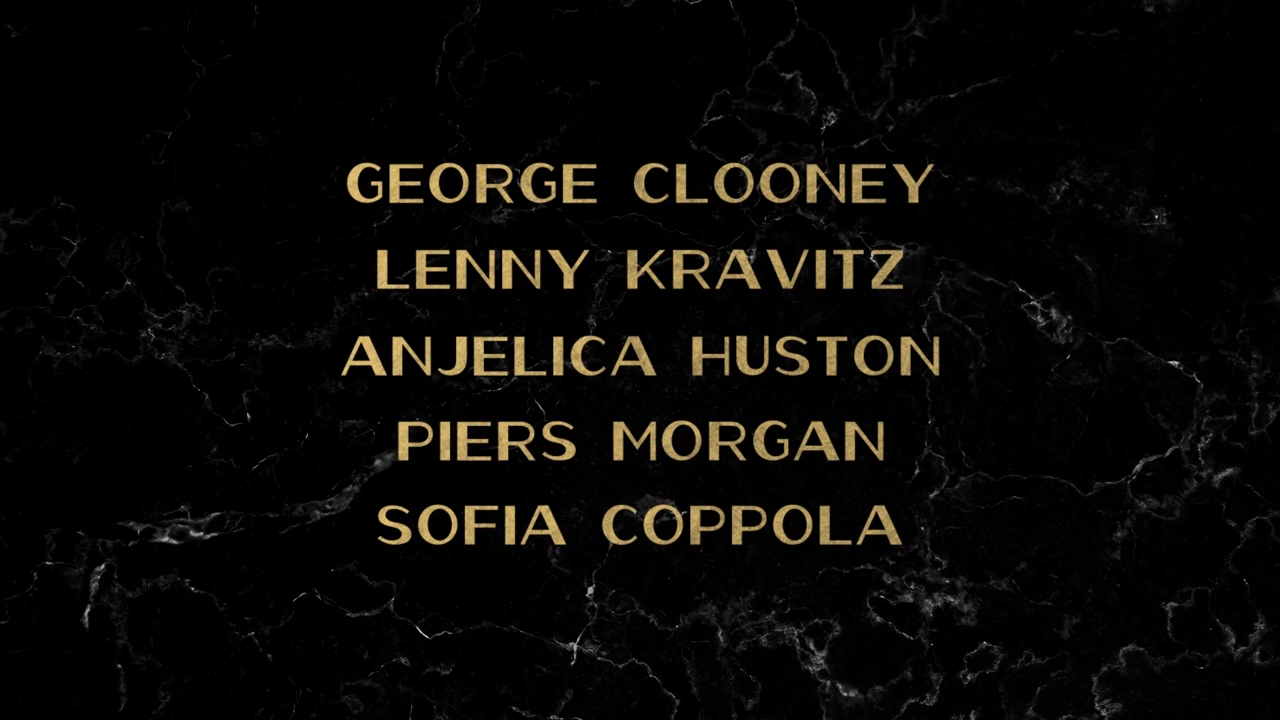 GEORGE CLOONEY
LENNY KRAVITZ
ANJELICA HUSTON
PIERS MORGAN
SOFIA COPPOLA